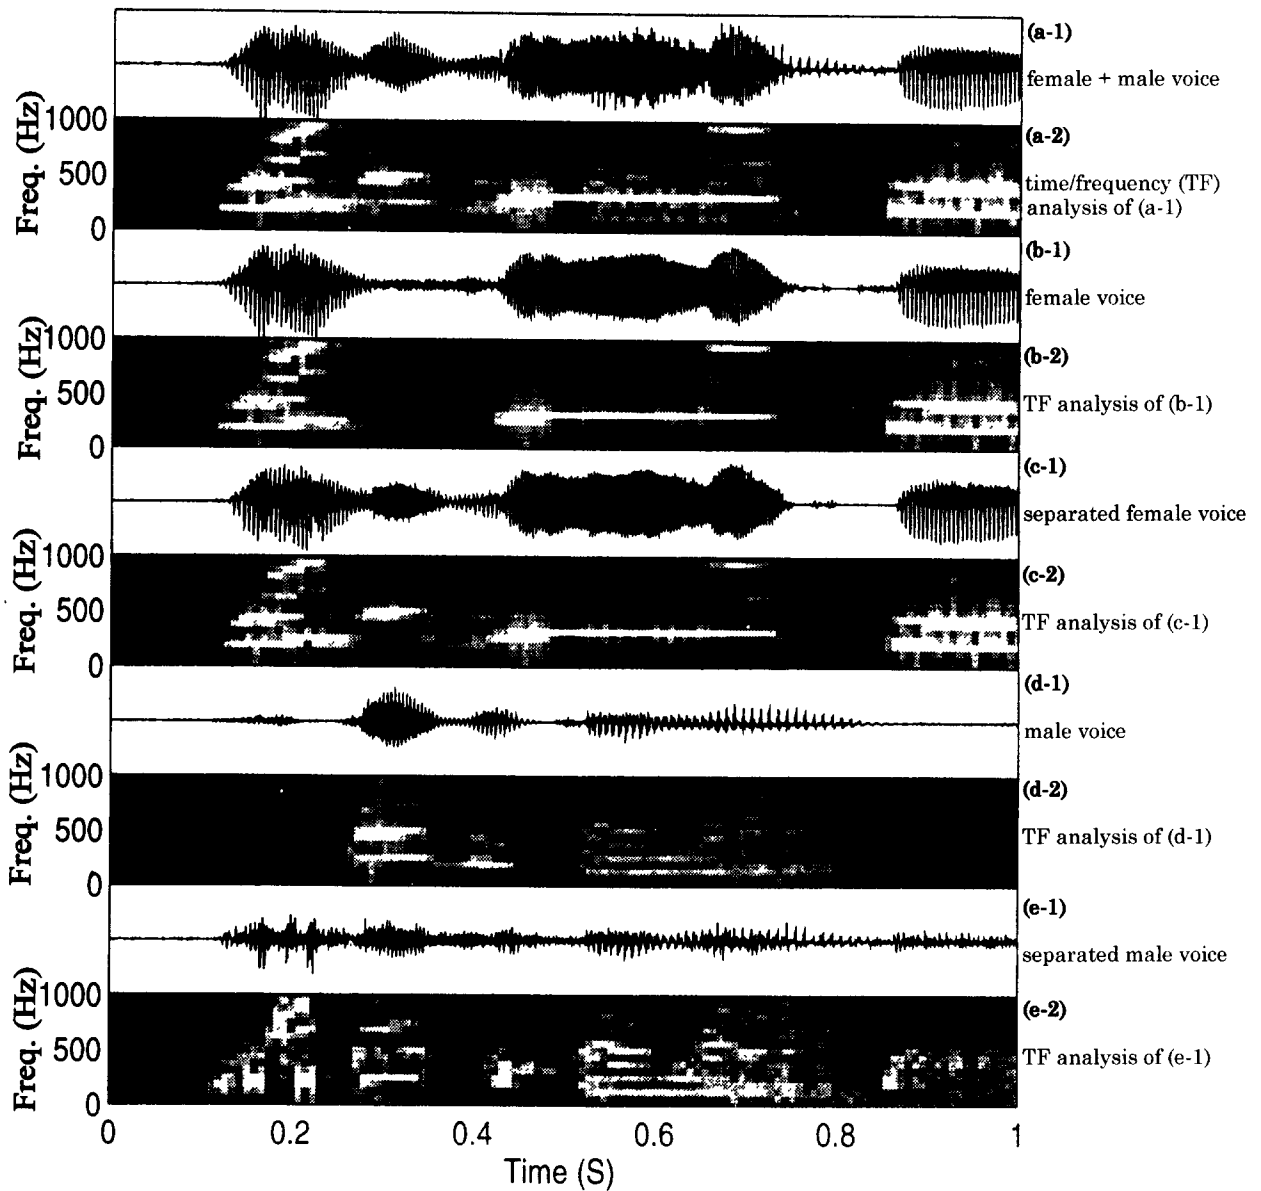 (a-1)
female + male voice
Freq. (Hz)
1000
500
0
(a-2)
time/frequency (TF)
analysis of (a-1)
(b-1)
female voice
Freq. (Hz)
1000
500
0
(b-2)
TF analysis of (b-1)
(c-1)
separated female voice
Freq. (Hz)
1000
500
0
(c-2)
TF analysis of (c-1)
(d-1)
male voice
Freq. (Hz)
1000
500
0
(d-2)
TF analysis of (d-1)
(e-1)
separated male voice
Freq. (Hz)
1000
500
0
(e-2)
TF analysis of (e-1)
0 0.2 0.4 0.6 0.8 1
Time (S)